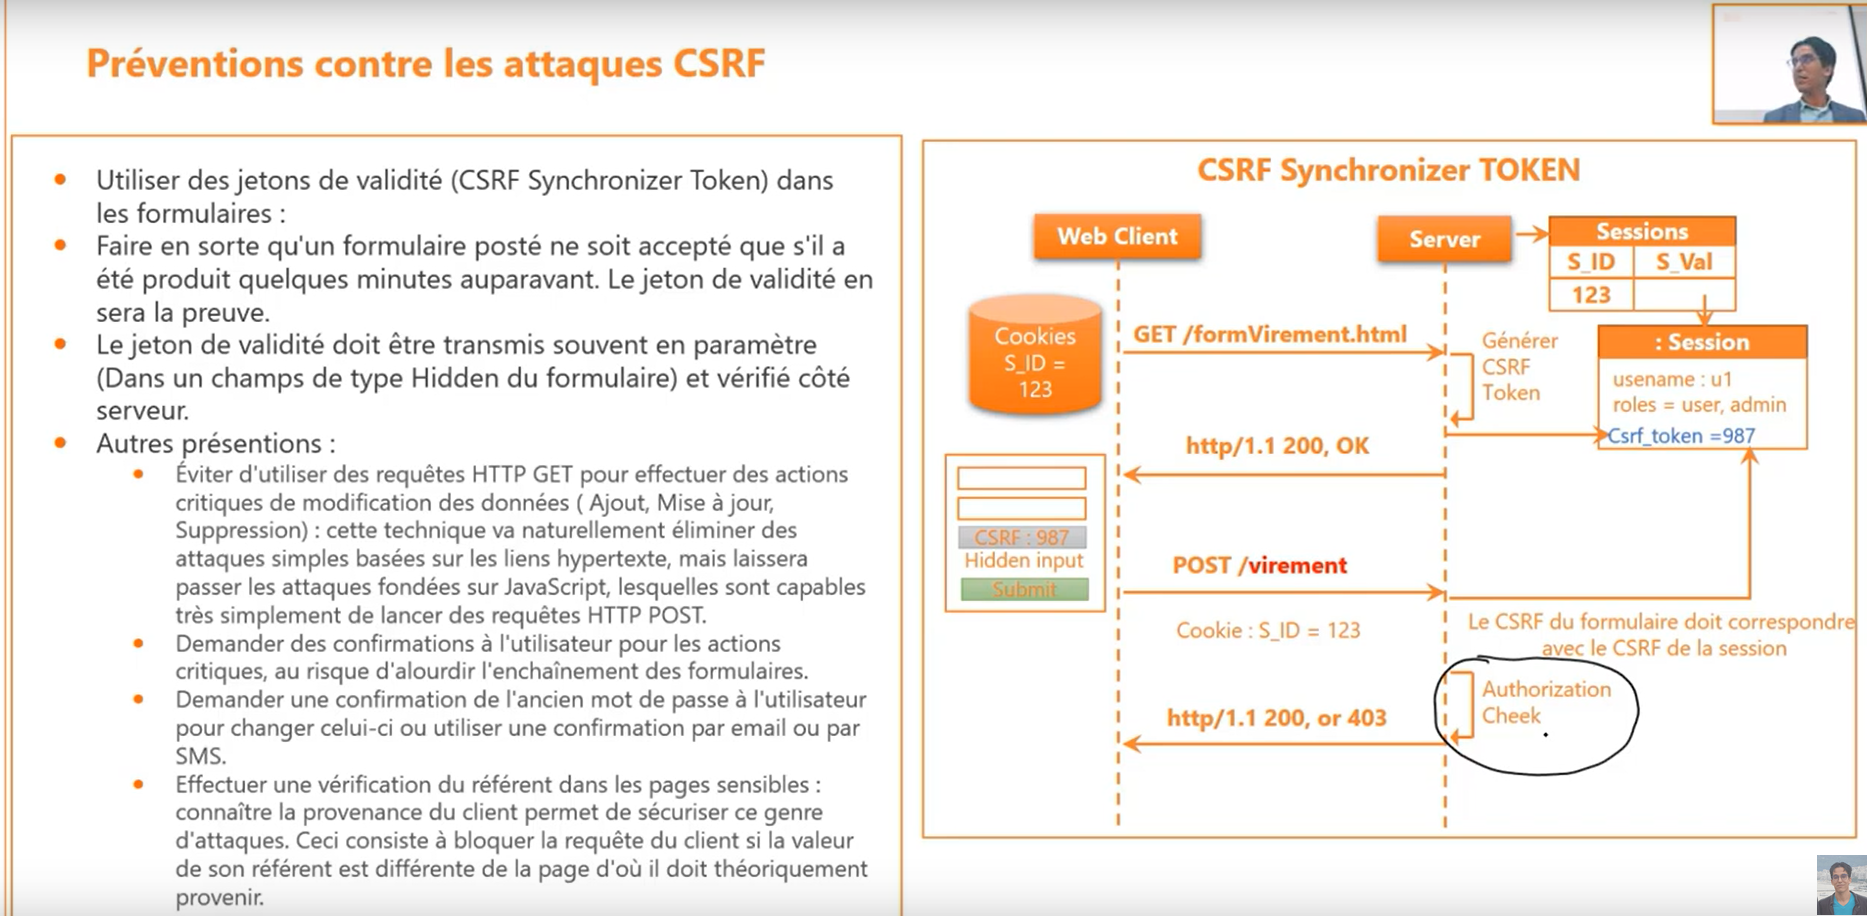 Préventions contre les attaques CSRF
Utiliser des jetons de validité (CSRF Synchronizer Token) dans
les formulaires :
Faire en sorte qu'un formulaire posté ne soit accepté que s'il a
été produit quelques minutes auparavant. Le jeton de validité en
sera la preuve.
Le jeton de validité doit être transmis souvent en paramètre
(Dans un champs de type Hidden du formulaire) et vérifié côté
serveur.
Autres présentions :
Éviter d'utiliser des requêtes HTTP GET pour effectuer des actions
critiques de modification des données ( Ajout, Mise à jour,
Suppression) : cette technique va naturellement éliminer des
attaques simples basées sur les liens hypertexte, mais laissera
passer les attaques fondées sur JavaScript, lesquelles sont capables
très simplement de lancer des requêtes HTTP POST.
Demander des confirmations à l'utilisateur pour les actions
critiques, au risque d'alourdir l'enchaînement des formulaires.
Demander une confirmation de l'ancien mot de passe à l'utilisateur
pour changer celui-ci ou utiliser une confirmation par email ou par
SMS.
Effectuer une vérification du référent dans les pages sensibles :
connaître la provenance du client permet de sécuriser ce genre
d'attaques. Ceci consiste à bloquer la requête du client si la valeur
de son référent est différente de la page d'où il doit théoriquement
provenir.
CSRF Synchronizer TOKEN
Web Client
Server
Sessions
S_ID S_Val
123
Cookies
S_ID =
123
GET /formVirement.html
Générer
CSRF
Token
: Session
usename : u1
roles = user, admin
Csrf_token =987
http/1.1 200, OK
CSRF : 987
Hidden input
Submit
POST /virement
Cookie : S_ID = 123
Le CSRF du formulaire doit correspondre
avec le CSRF de la session
Authorization
Cheek
http/1.1 200, or 403